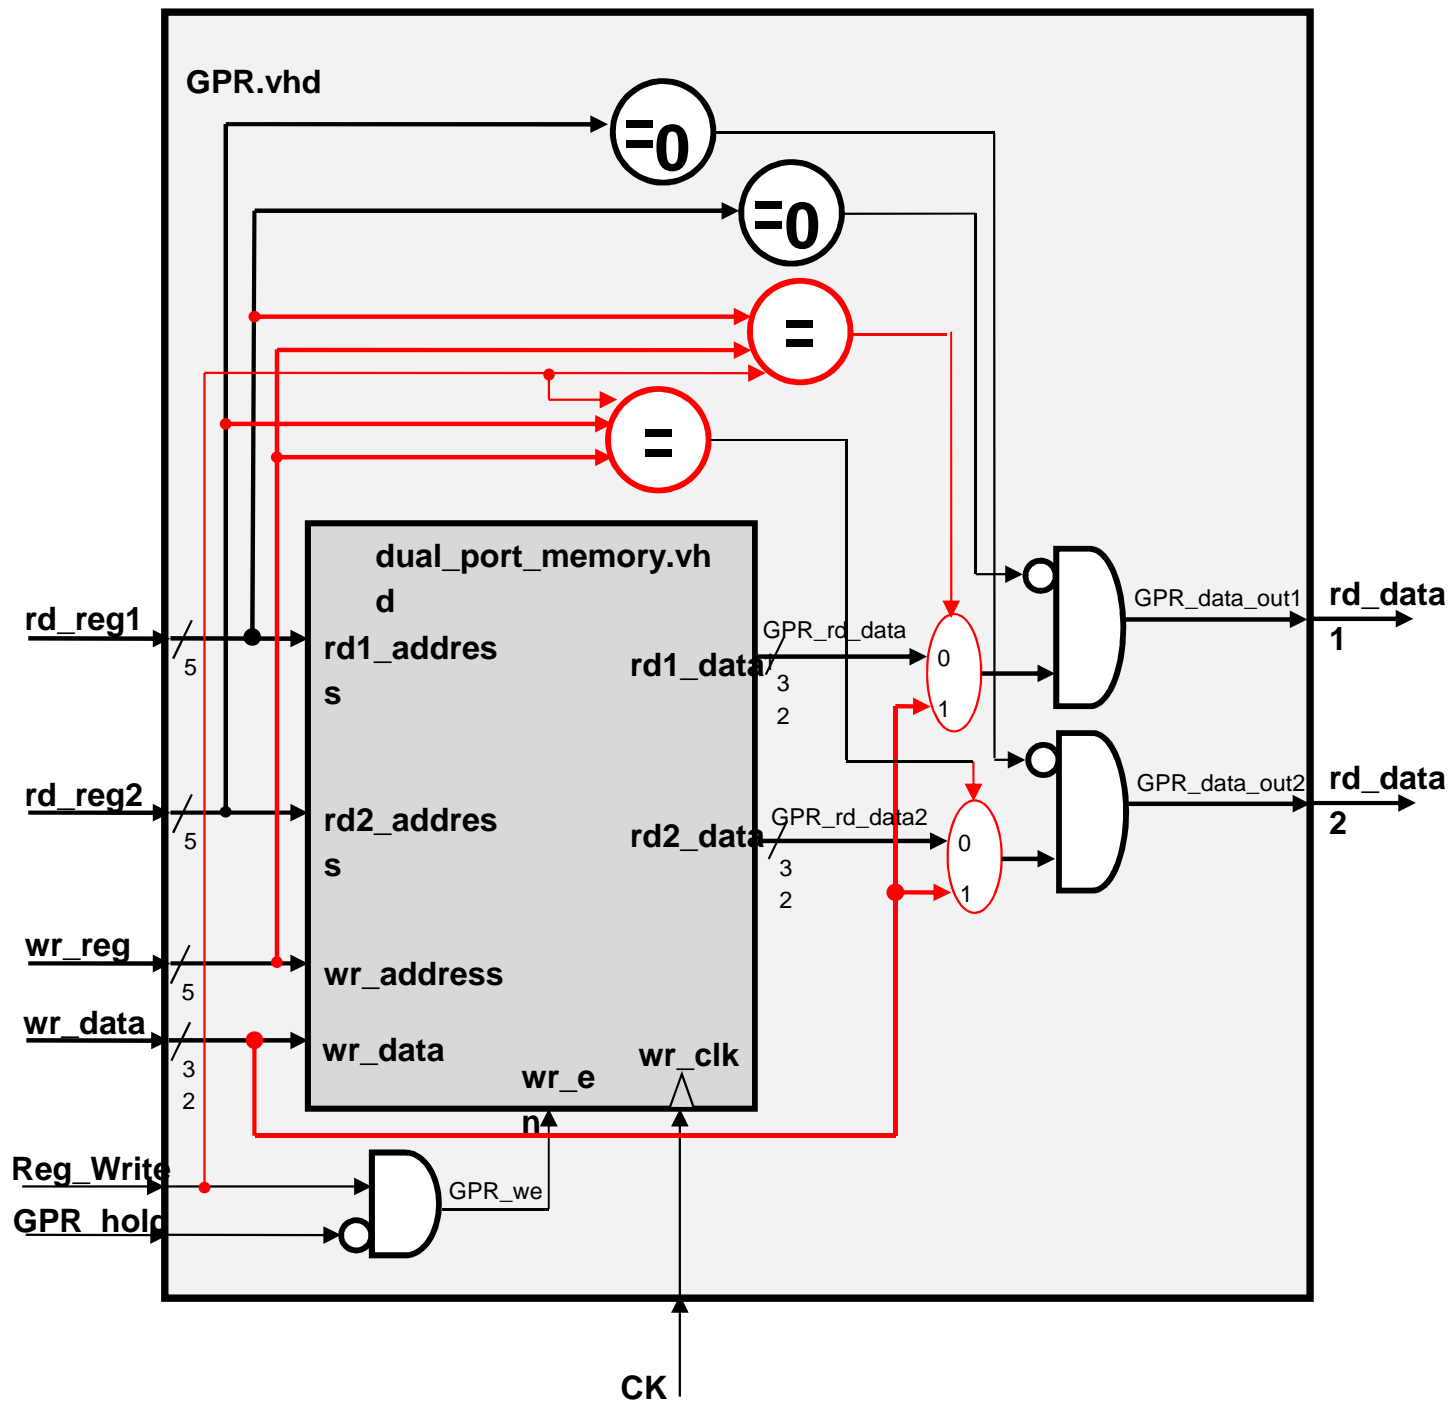 GPR.vhd
=0
=0
=
=
dual_port_memory.vh
d
rd_reg1
5
rd1_addres
s
rd1_data
GPR_rd_data
3
2
0
1
GPR_data_out1
rd_data
1
rd_reg2
5
rd2_addres
s
rd2_data
GPR_rd_data2
3
2
0
1
GPR_data_out2
rd_data
2
wr_reg
5
wr_address
wr_data
3
2
wr_data
wr_e
n
wr_clk
Reg_Write
GPR_hold
GPR_we
CK